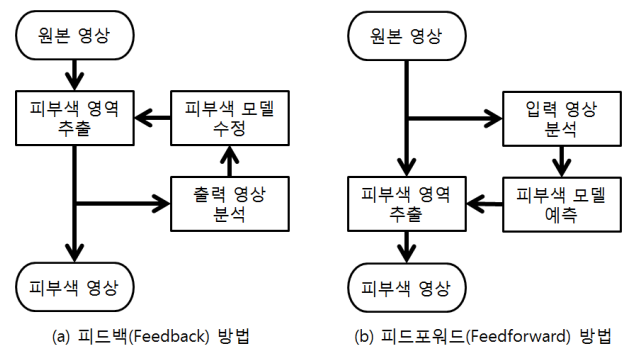 원본 영상
피부색 영역
추출
피부색 모델
수정
출력 영상
분석
피부색 영상
(a) 피드백(Feedback) 방법
원본 영상
입력 영상
분석
피부색 영역
추출
피부색 모델
예측
피부색 영상
(b) 피드포워드(Feedforward) 방법